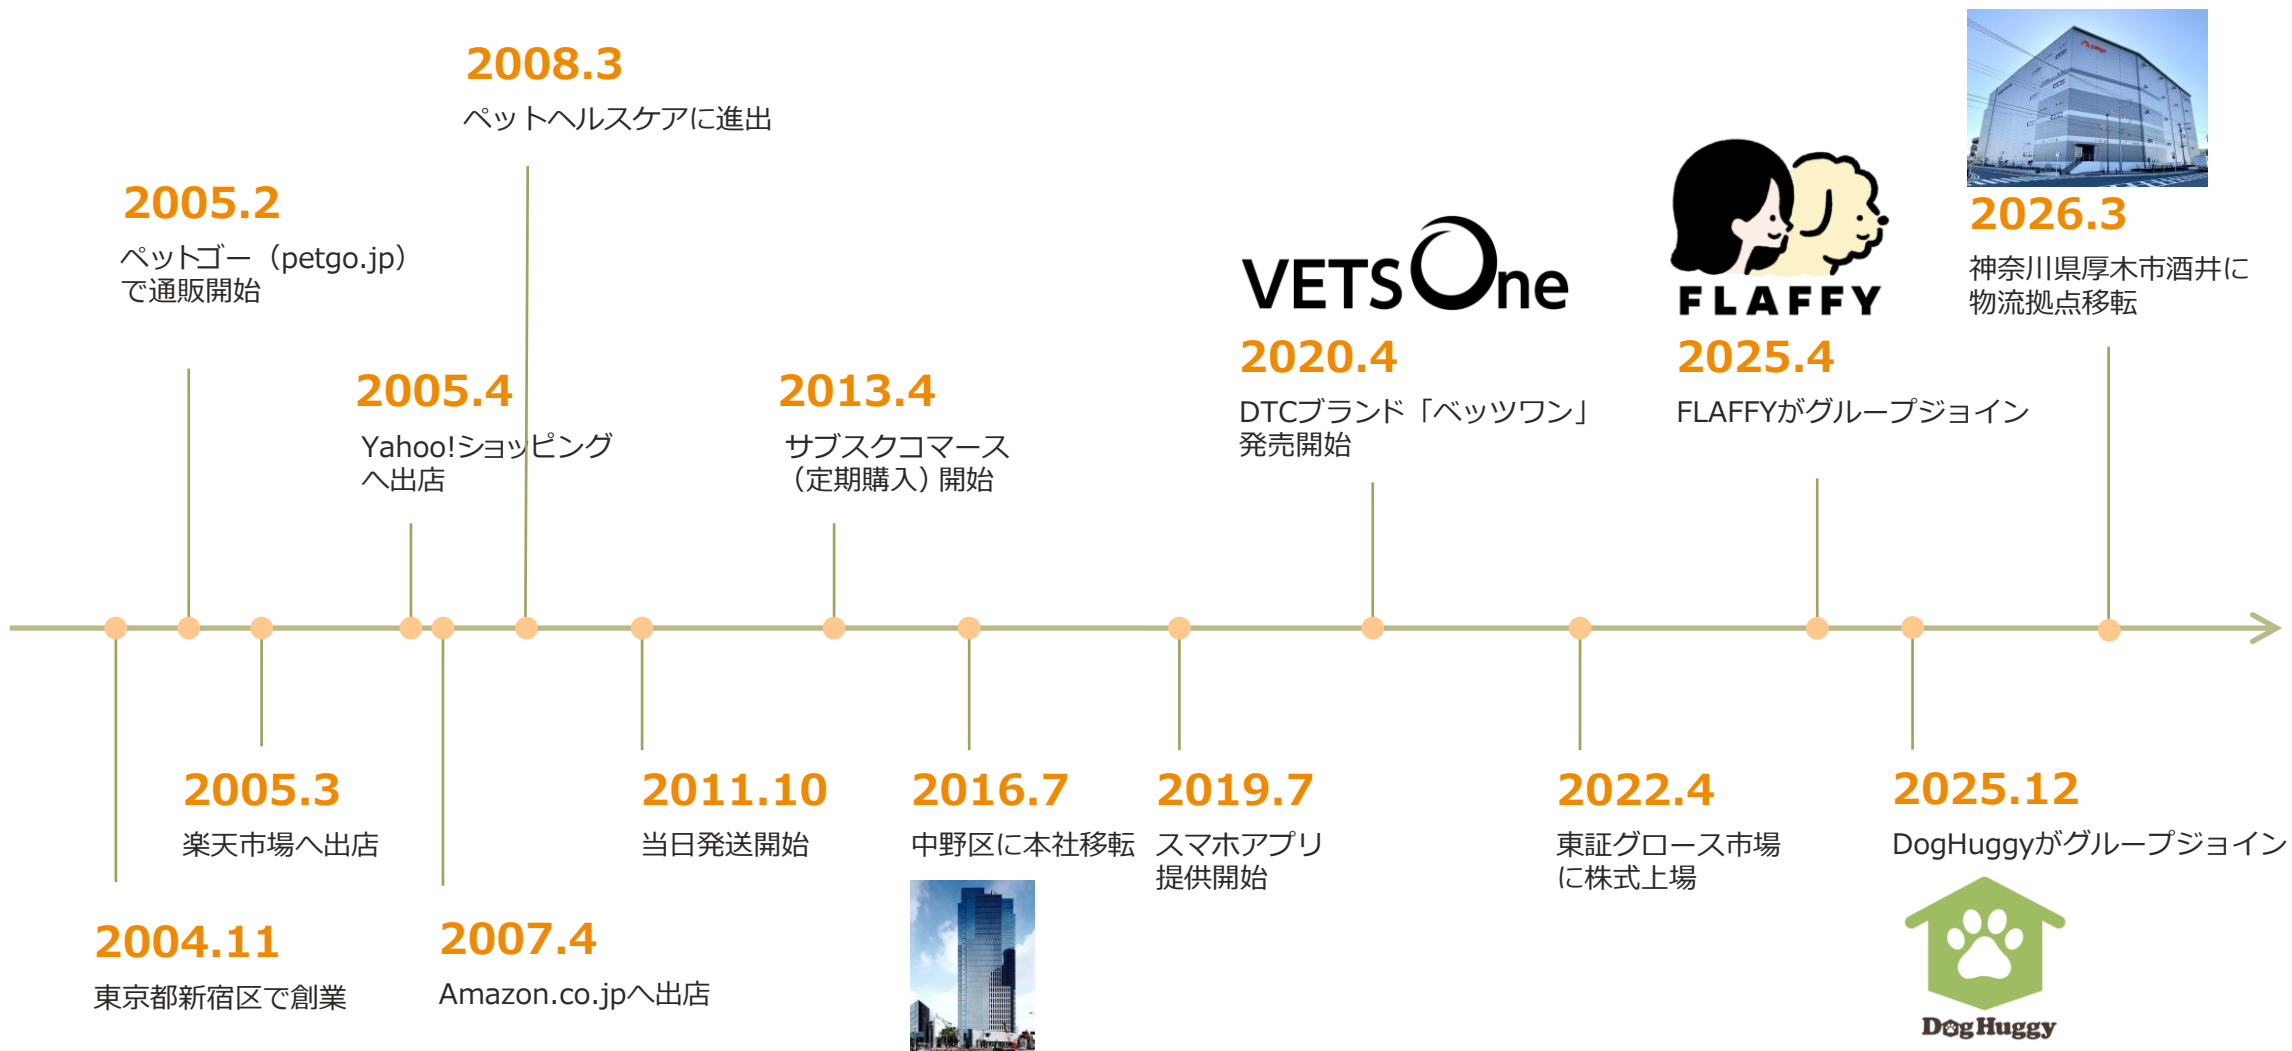 2008.3
ペットヘルスケアに進出
petgo
2005.2
ペットゴー（petgo.jp）
で通販開始
2026.3
神奈川県厚木市酒井に
物流拠点移転
VETS One
FLAFFY
2020.4
DTCブランド「ベッツワン」
発売開始
2025.4
FLAFFYがグループジョイン
2005.4
Yahoo!ショッピング
へ出店
2013.4
サブスクコマース
（定期購入）開始
2005.3
楽天市場へ出店
2011.10
当日発送開始
2016.7
中野区に本社移転
2019.7
スマホアプリ
提供開始
2022.4
東証グロース市場
に株式上場
2025.12
DogHuggyがグループジョイン
2004.11
東京都新宿区で創業
2007.4
Amazon.co.jpへ出店
Dog Huggy